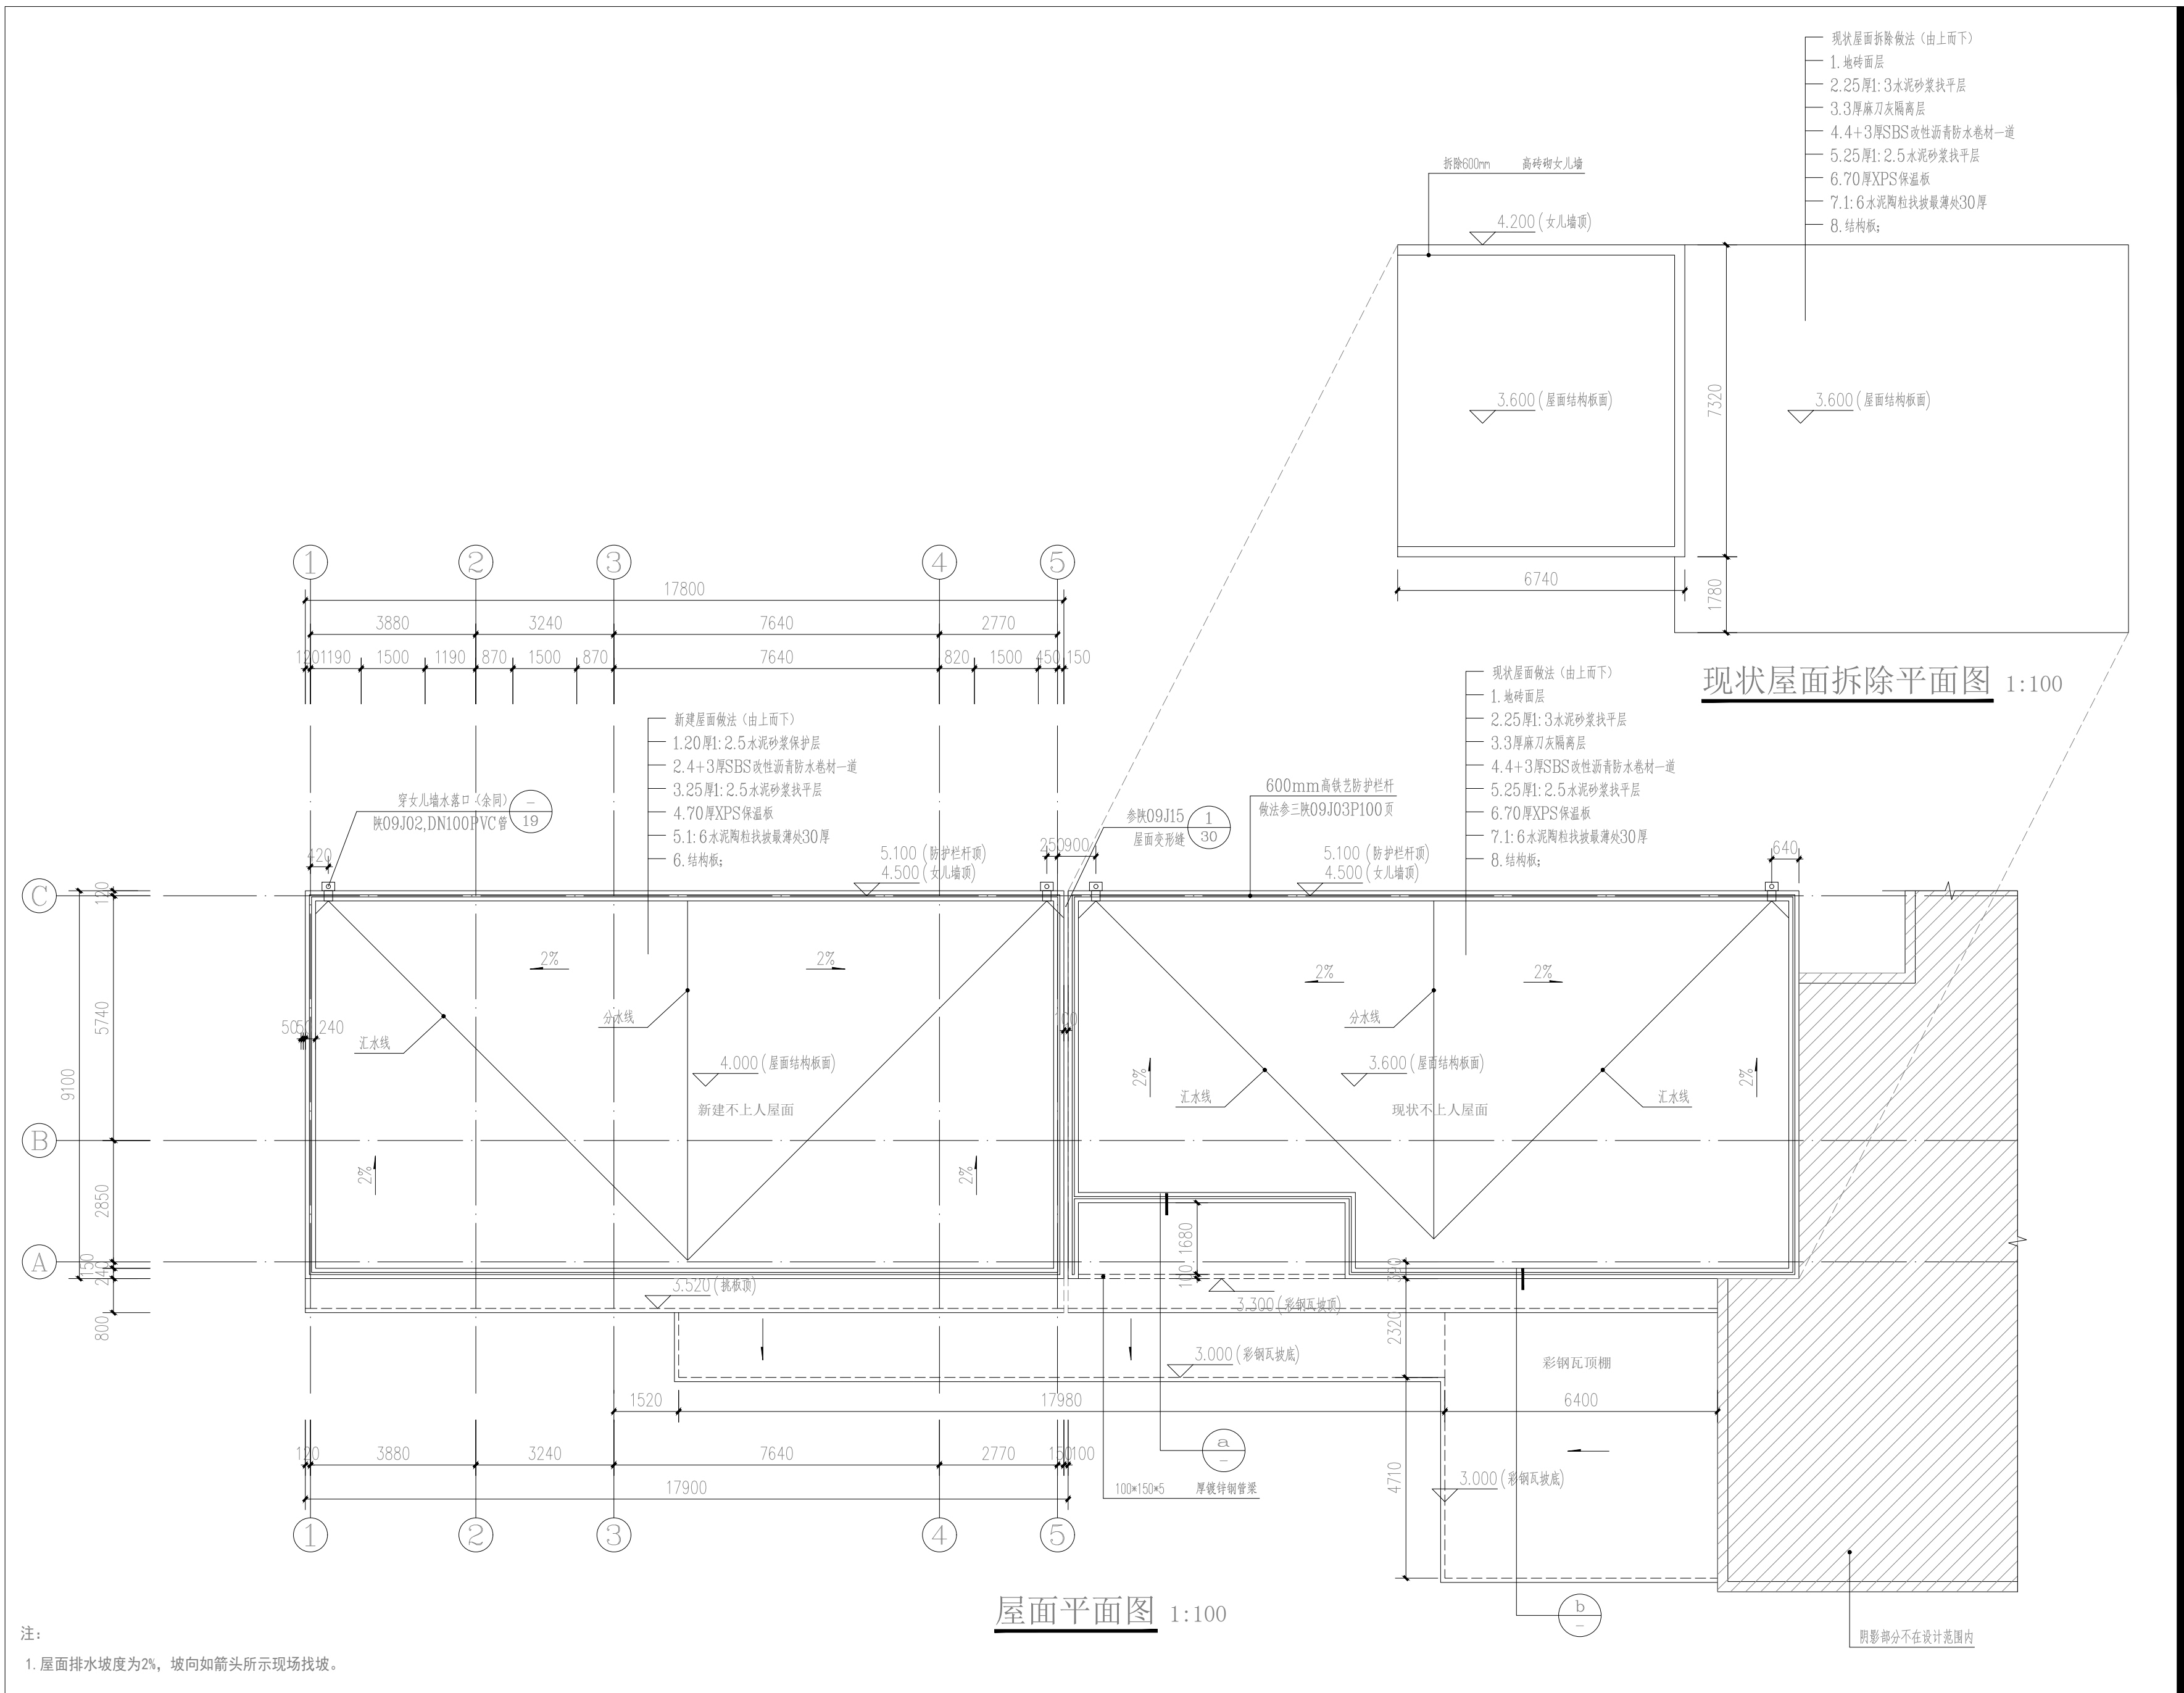 现状屋面拆除做法（由上而下）
1.地砖面层
2.25厚1:3水泥砂浆找平层
3.3厚麻刀灰隔离层
4.4+3厚SBS改性沥青防水卷材一道
5.25厚1:2.5水泥砂浆找平层
6.70厚XPS保温板
7.1:6水泥陶粒找坡最薄处30厚
8.结构板;
拆除600mm 高砖砌女儿墙
4.200(女儿墙顶)
3.600(屋面结构板面)
3.600(屋面结构板面)
7320
1780
6740
现状屋面拆除平面图 1:100
1 2 3 4 5
17800
3880 3240 7640 2770
120 1190 1500 1190 870 1500 870 7640 820 1500 450 150
新建屋面做法（由上而下）
1.20厚1:2.5水泥砂浆保护层
2.4+3厚SBS改性沥青防水卷材一道
3.25厚1:2.5水泥砂浆找平层
4.70厚XPS保温板
5.1:6水泥陶粒找坡最薄处30厚
6.结构板;
现状屋面做法（由上而下）
1.地砖面层
2.25厚1:3水泥砂浆找平层
3.3厚麻刀灰隔离层
4.4+3厚SBS改性沥青防水卷材一道
5.25厚1:2.5水泥砂浆找平层
6.70厚XPS保温板
7.1:6水泥陶粒找坡最薄处30厚
8.结构板;
穿女儿墙水落口（余同）
陕09J02,DN100PVC管
–
19
600mm高铁艺防护栏杆
做法参三陕09J03P100页
参陕09J15
屋面变形缝
1
30
420
250 900
640
5.100(防护栏杆顶)
4.500(女儿墙顶)
5.100(防护栏杆顶)
4.500(女儿墙顶)
C
B
A
120
5740
2850
9100
150
240
800
2% 2% 2% 2%
50 50 240
100
分水线
汇水线
分水线
4.000(屋面结构板面)
新建不上人屋面
3.600(屋面结构板面)
现状不上人屋面
汇水线
汇水线
2% 2%
2% 2%
1680
100
2320
4710
3.520(挑板顶)
3.300(彩钢瓦坡顶)
3.000(彩钢瓦坡底)
彩钢瓦顶棚
1520 17980 6400
120 3880 3240 7640 2770 150 100
17900
a
–
100*150*5 厚镀锌钢管梁
3.000(彩钢瓦坡底)
1 2 3 4 5
b
–
屋面平面图 1:100
阴影部分不在设计范围内
注:
1. 屋面排水坡度为2%，坡向如箭头所示现场找坡。